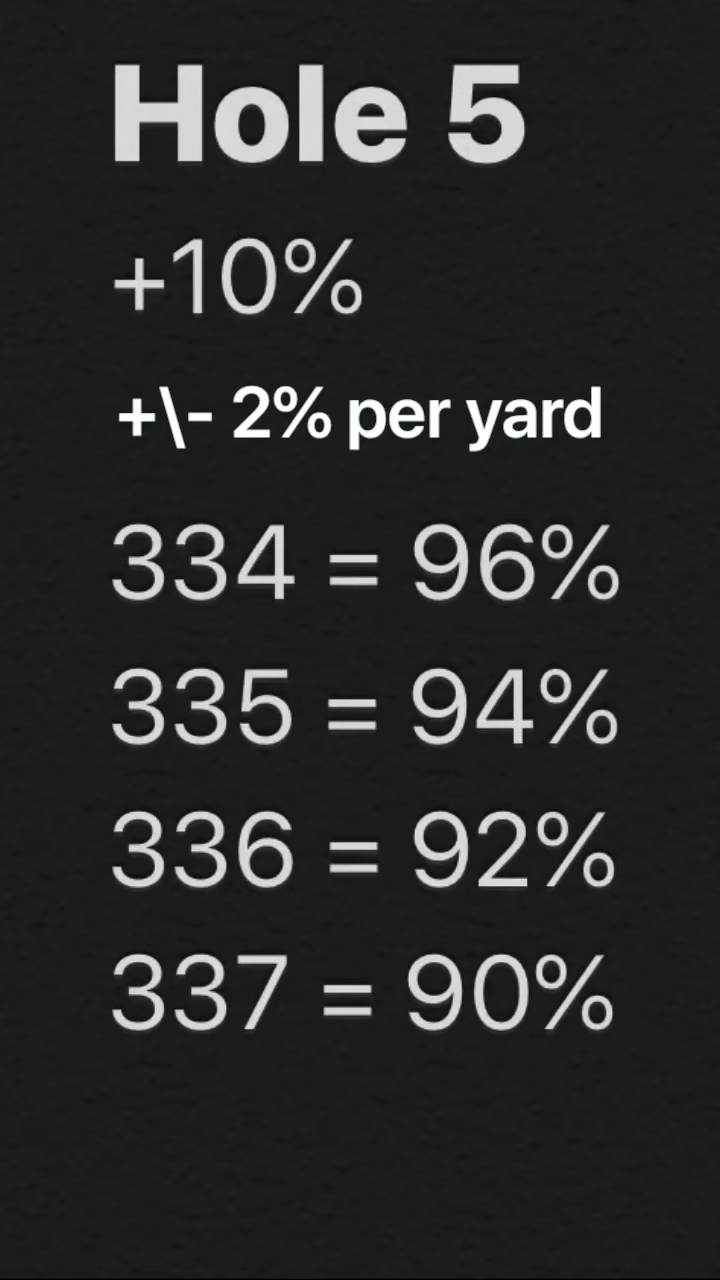 Hole 5
+10%
+\- 2% per yard
334 = 96%
335 = 94%
336 = 92%
337 = 90%